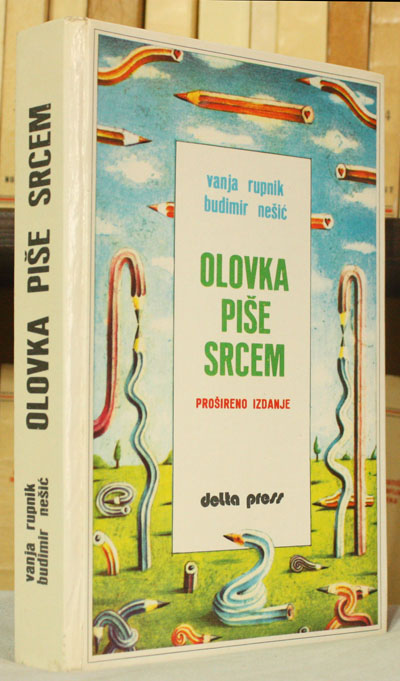 vanja rupnik
budimir nešić
OLOVKA PIŠE SRCEM
vanja rupnik
budimir nešić
OLOVKA
PIŠE
SRCEM
PROŠIRENO IZDANJE
delta press